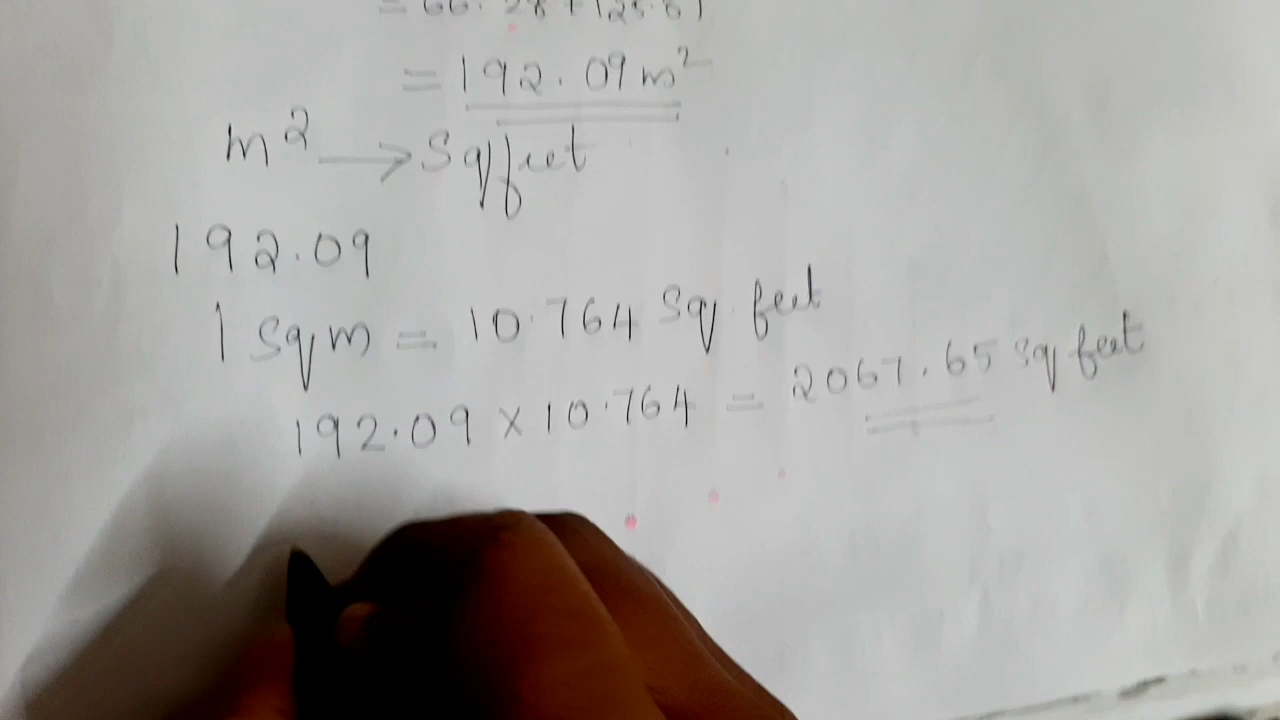 = 192.09 m²
m² → Sq feet
192.09
1 Sq m = 10.764 Sq feet
192.09 × 10.764 = 2067.65 sq feet